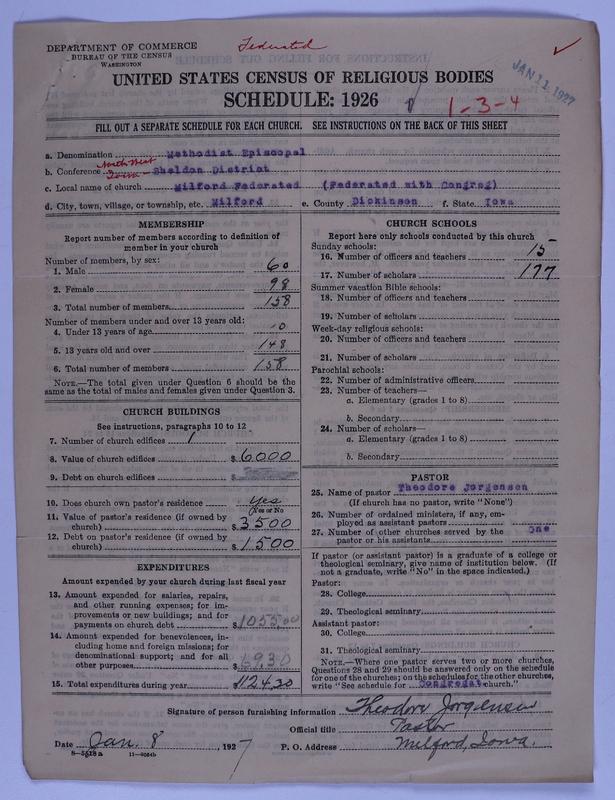 DEPARTMENT OF COMMERCE
BUREAU OF THE CENSUS
WASHINGTON
Federated
JAN 11 1927
UNITED STATES CENSUS OF RELIGIOUS BODIES
SCHEDULE: 1926
1-3-4
FILL OUT A SEPARATE SCHEDULE FOR EACH CHURCH. SEE INSTRUCTIONS ON THE BACK OF THIS SHEET
a. Denomination Methodist Episcopal
North West
b. Conference Iowa - Sheldon District
c. Local name of church Milford Federated (Federated with Congreg)
d. City, town, village, or township, etc. Milford e. County Dickinson f. State Iowa
MEMBERSHIP
Report number of members according to definition of
member in your church
Number of members, by sex:
1. Male 60
2. Female 98
3. Total number of members 158
Number of members under and over 13 years old:
4. Under 13 years of age 10
5. 13 years old and over 148
6. Total number of members 158
NOTE.—The total given under Question 6 should be
same as the total of males and females given under Question 3.
CHURCH BUILDINGS
See instructions, paragraphs 10 to 12
7. Number of church edifices 1
8. Value of church edifices $6000
9. Debt on church edifices $
10. Does church own pastor's residence Yes
(Yes or No)
11. Value of pastor's residence (if owned by
church) $3500
12. Debt on pastor's residence (if owned by
church) $1500
EXPENDITURES
Amount expended by your church during last fiscal year
13. Amount expended for salaries, repairs,
and other running expenses; for im-
provements or new buildings; and for
payments on church debt $1055.00
14. Amount expended for benevolences, in-
cluding home and foreign missions; for
denominational support; and for all
other purposes $69.30
15. Total expenditures during year $1124.30
CHURCH SCHOOLS
Report here only schools conducted by this church
Sunday schools:
16. Number of officers and teachers 15
17. Number of scholars 177
Summer vacation Bible schools:
18. Number of officers and teachers
19. Number of scholars
Week-day religious schools:
20. Number of officers and teachers
21. Number of scholars
Parochial schools:
22. Number of administrative officers
23. Number of teachers—
a. Elementary (grades 1 to 8)
b. Secondary
24. Number of scholars—
a. Elementary (grades 1 to 8)
b. Secondary
PASTOR
25. Name of pastor Theodore Jorgensen
(If church has no pastor, write "None")
26. Number of ordained ministers, if any, em-
ployed as assistant pastors
27. Number of other churches served by the
pastor or his assistants One
If pastor (or assistant pastor) is a graduate of a college or
theological seminary, give name of institution below. (If
not a graduate, write "No" in the space indicated.)
Pastor:
28. College
29. Theological seminary
Assistant pastor:
30. College
31. Theological seminary
NOTE.—Where one pastor serves two or more churches,
Questions 28 and 29 should be answered only on the schedule
for one of the churches; on the schedules for the other churches,
write "See schedule for Congregat church."
Signature of person furnishing information Theodore Jorgensen
Official title Pastor
Date Jan. 8 1927 P. O. Address Milford, Iowa.